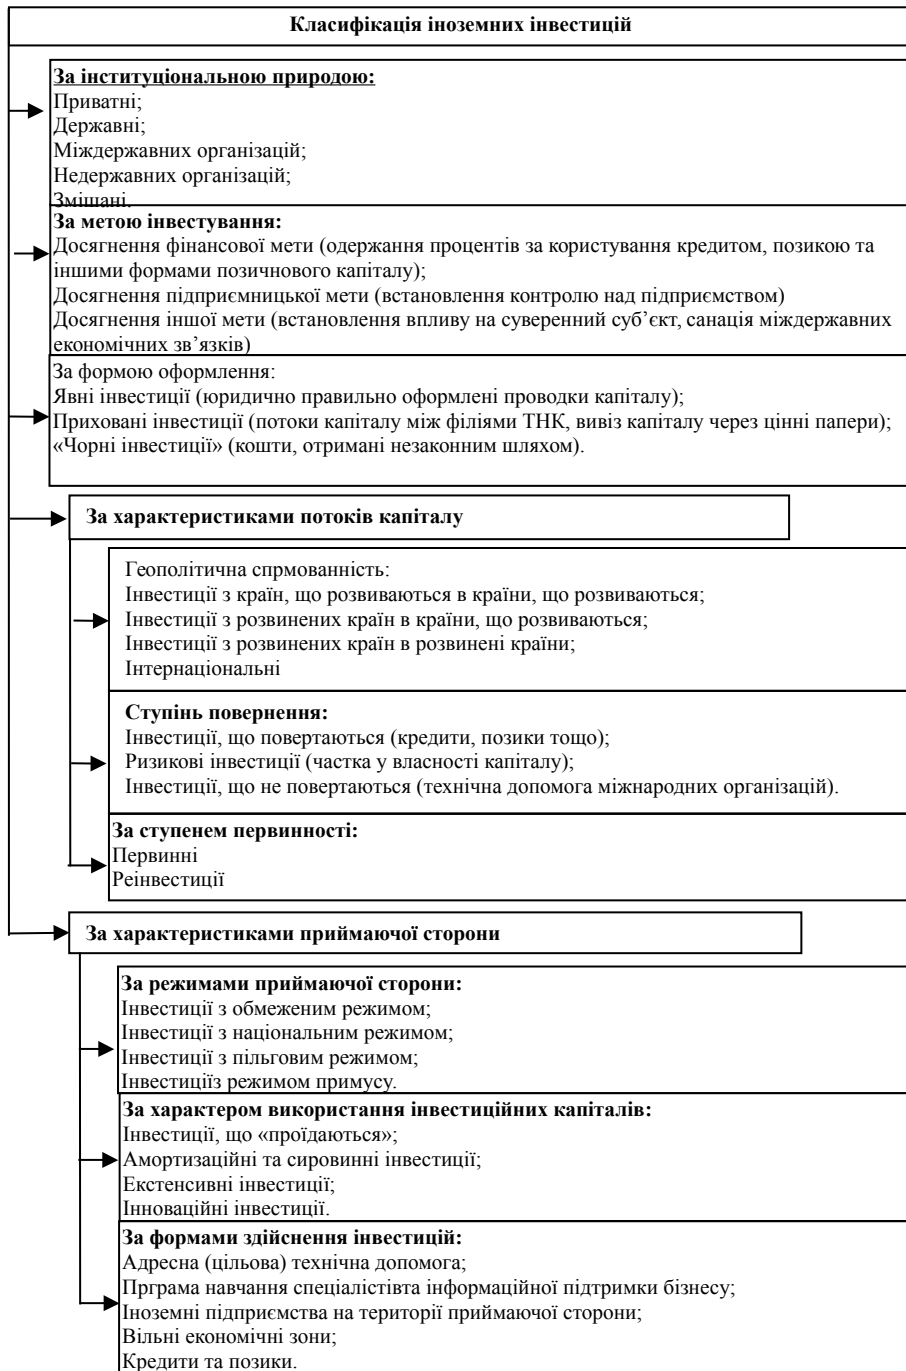 Класифікація іноземних інвестицій
За інституціональною природою:
Приватні;
Державні;
Міждержавних організацій;
Недержавних організацій;
Змішані.
За метою інвестування:
Досягнення фінансової мети (одержання процентів за користування кредитом, позикою та
іншими формами позичнового капіталу);
Досягнення підприємницької мети (встановлення контролю над підприємством)
Досягнення іншої мети (встановлення впливу на суверенний суб’єкт, санація міждержавних
економічних зв’язків)
За формою оформлення:
Явні інвестиції (юридично правильно оформлені проводки капіталу);
Приховані інвестиції (потоки капіталу між філіями ТНК, вивіз капіталу через цінні папери);
«Чорні інвестиції» (кошти, отримані незаконним шляхом).
За характеристиками потоків капіталу
Геополітична спрмованність:
Інвестиції з країн, що розвиваються в країни, що розвиваються;
Інвестиції з розвинених країн в країни, що розвиваються;
Інвестиції з розвинених країн в розвинені країни;
Інтернаціональні
Ступінь повернення:
Інвестиції, що повертаються (кредити, позики тощо);
Ризикові інвестиції (частка у власності капіталу);
Інвестиції, що не повертаються (технічна допомога міжнародних організацій).
За ступенем первинності:
Первинні
Реінвестиції
За характеристиками приймаючої сторони
За режимами приймаючої сторони:
Інвестиції з обмеженим режимом;
Інвестиції з національним режимом;
Інвестиції з пільговим режимом;
Інвестиціїз режимом примусу.
За характером використання інвестиційних капіталів:
Інвестиції, що «проїдаються»;
Амортизаційні та сировинні інвестиції;
Екстенсивні інвестиції;
Інноваційні інвестиції.
За формами здійснення інвестицій:
Адресна (цільова) технічна допомога;
Прграма навчання спеціалістівта інформаційної підтримки бізнесу;
Іноземні підприємства на території приймаючої сторони;
Вільні економічні зони;
Кредити та позики.